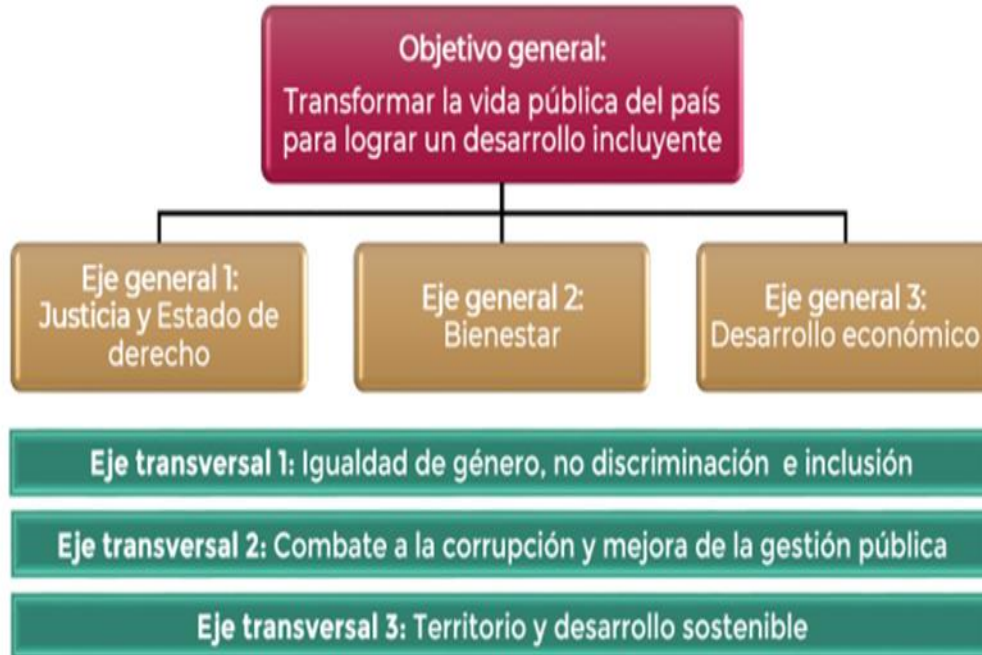 Objetivo general:
Transformar la vida pública del país
para lograr un desarrollo incluyente
Eje general 1:
Justicia y Estado de
derecho
Eje general 2:
Bienestar
Eje general 3:
Desarrollo económico
Eje transversal 1: Igualdad de género, no discriminación e inclusión
Eje transversal 2: Combate a la corrupción y mejora de la gestión pública
Eje transversal 3: Territorio y desarrollo sostenible